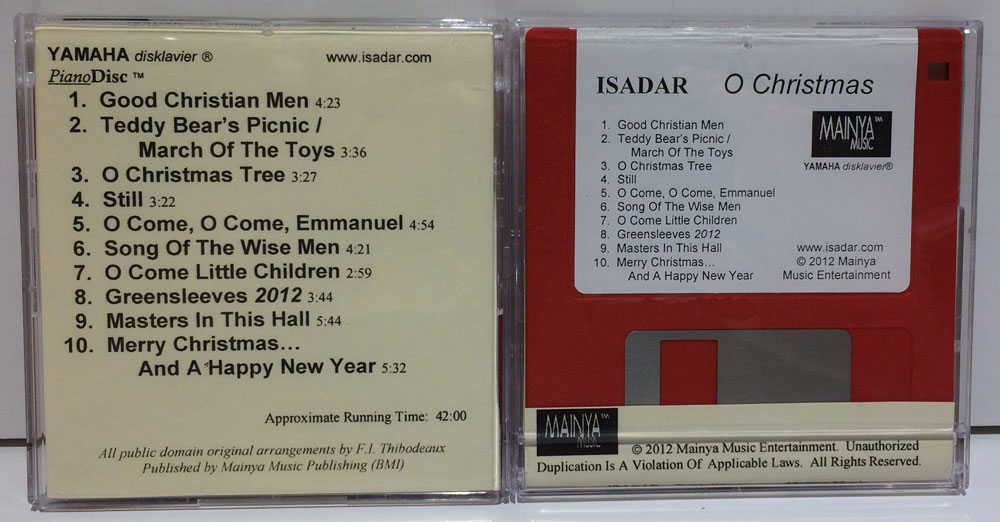 YAMAHA disklavier ® www.isadar.com
PianoDisc ™
1. Good Christian Men 4:23
2. Teddy Bear's Picnic /
March Of The Toys 3:36
3. O Christmas Tree 3:27
4. Still 3:22
5. O Come, O Come, Emmanuel 4:54
6. Song Of The Wise Men 4:21
7. O Come Little Children 2:59
8. Greensleeves 2012 3:44
9. Masters In This Hall 5:44
10. Merry Christmas…
And A Happy New Year 5:32
Approximate Running Time: 42:00
All public domain original arrangements by F.l. Thibodeaux
Published by Mainya Music Publishing (BMI)
ISADAR O Christmas
MAINYA™
MUSIC
YAMAHA disklavier®
1. Good Christian Men
2. Teddy Bear's Picnic /
March Of The Toys
3. O Christmas Tree
4. Still
5. O Come, O Come, Emmanuel
6. Song Of The Wise Men
7. O Come Little Children
8. Greensleeves 2012
9. Masters In This Hall
10. Merry Christmas…
And A Happy New Year
www.isadar.com
© 2012 Mainya
Music Entertainment
MAINYA™
MUSIC
© 2012 Mainya Music Entertainment. Unauthorized
Duplication Is A Violation Of Applicable Laws. All Rights Reserved.